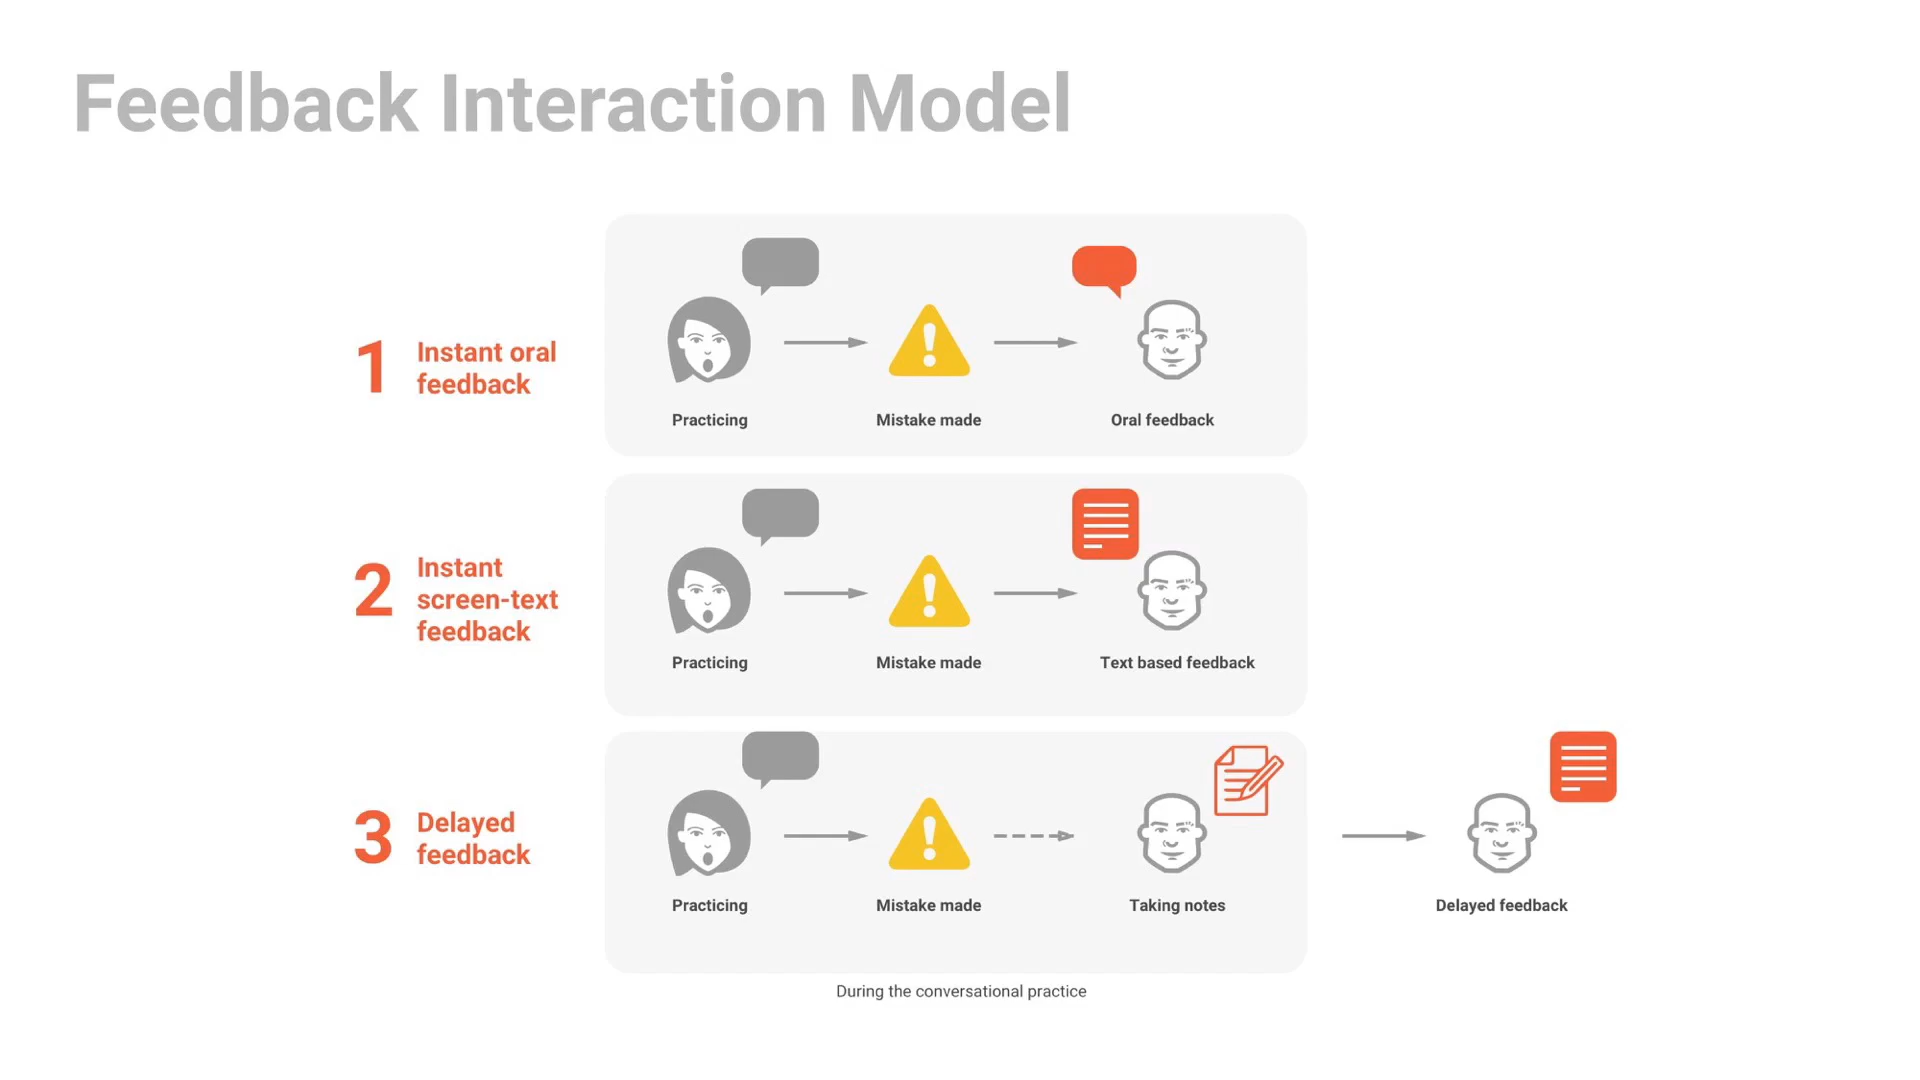 Feedback Interaction Model
1
Instant oral
feedback
Practicing
Mistake made
Oral feedback
2
Instant
screen-text
feedback
Practicing
Mistake made
Text based feedback
3
Delayed
feedback
Practicing
Mistake made
Taking notes
Delayed feedback
During the conversational practice